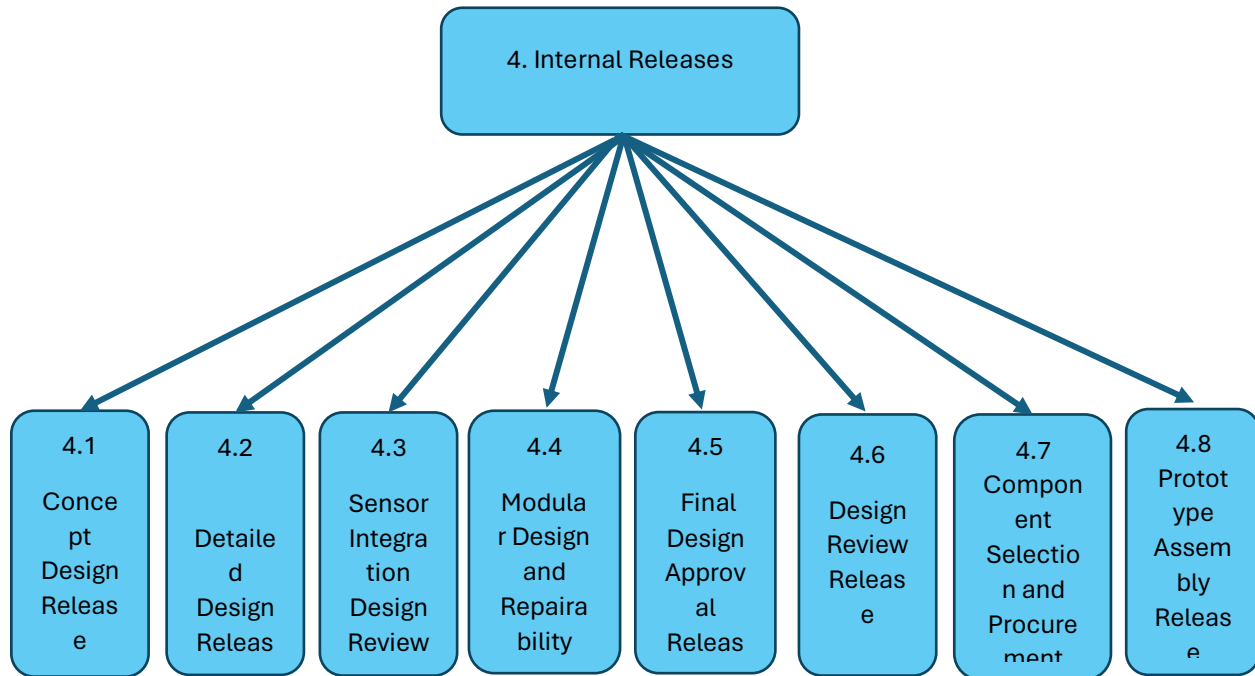 4. Internal Releases
4.1
Conce
pt
Design
Releas
e
4.2
Detaile
d
Design
Releas
4.3
Sensor
Integra
tion
Design
Review
4.4
Modula
r Design
and
Repaira
bility
4.5
Final
Design
Approv
al
Releas
4.6
Design
Review
Releas
e
4.7
Compon
ent
Selectio
n and
Procure
ment
4.8
Protot
ype
Assem
bly
Releas
e